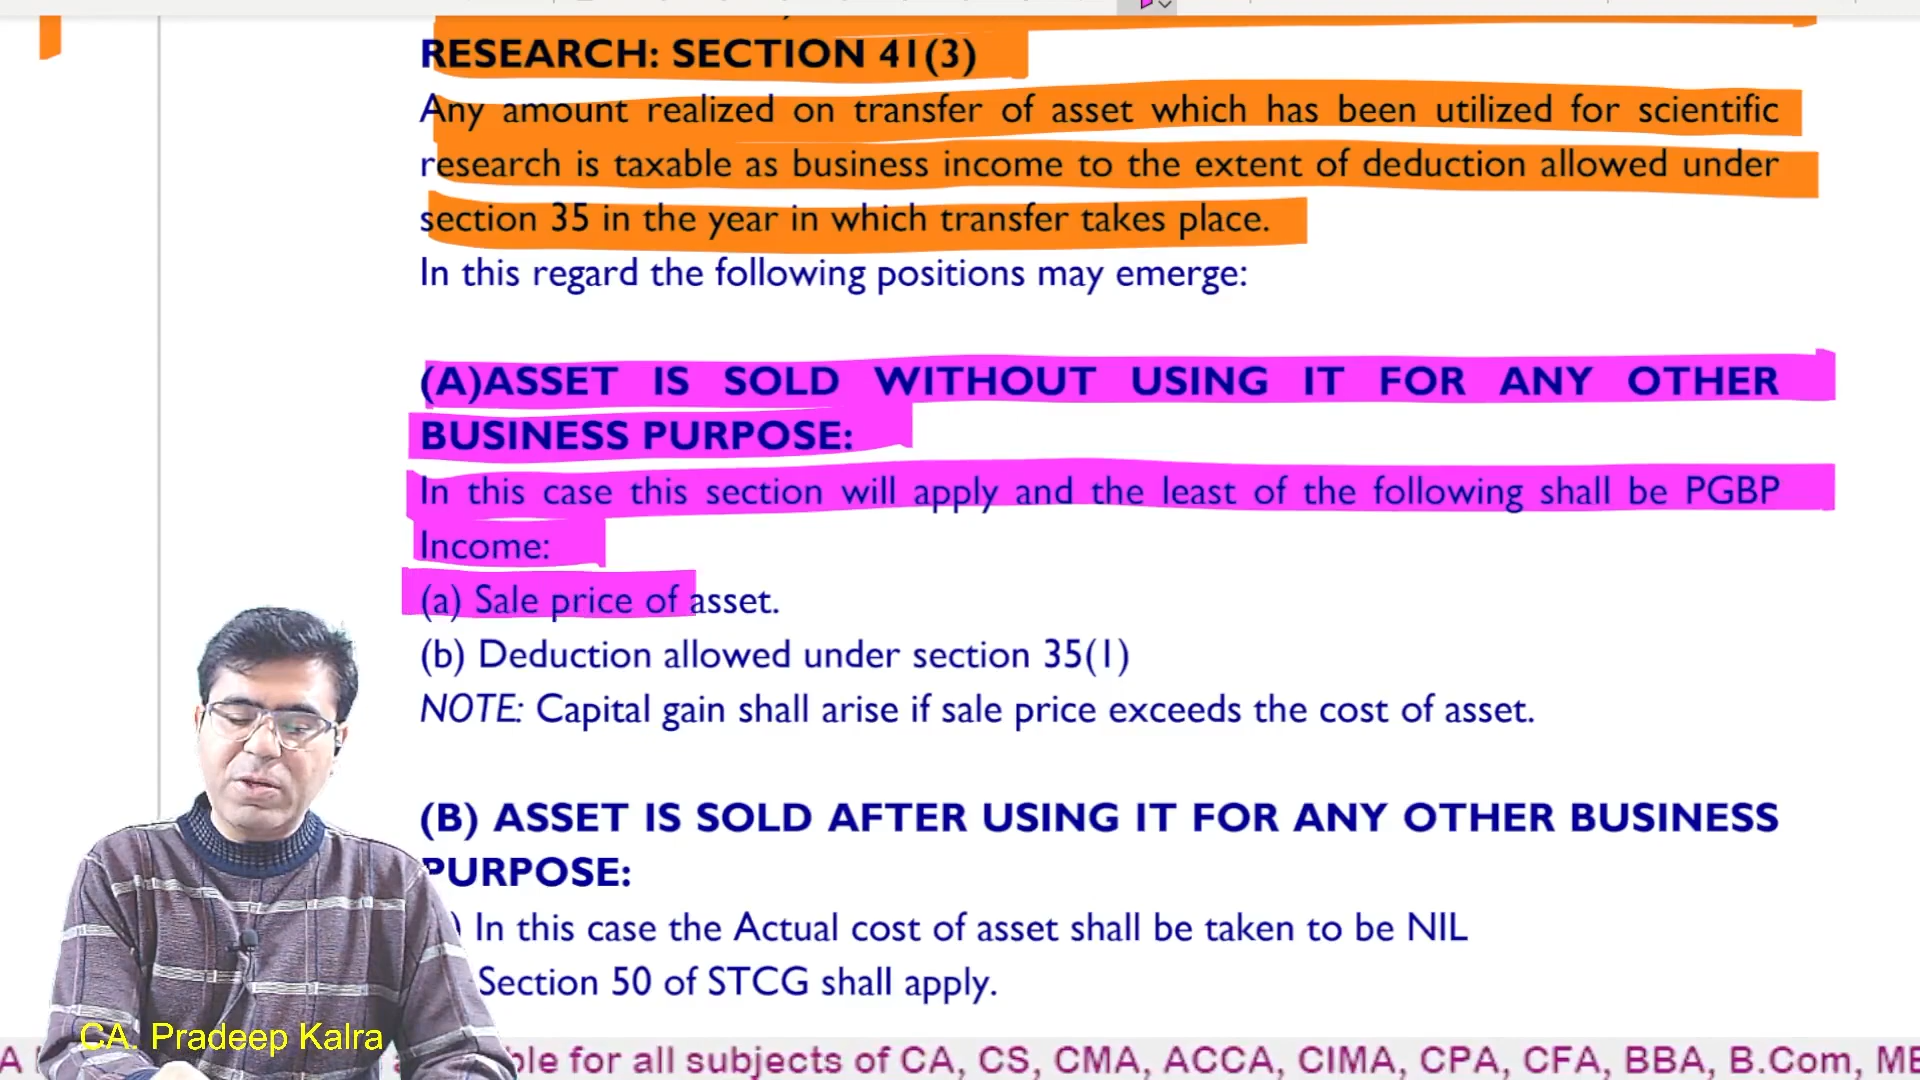 RESEARCH: SECTION 41(3)
Any amount realized on transfer of asset which has been utilized for scientific
research is taxable as business income to the extent of deduction allowed under
section 35 in the year in which transfer takes place.
In this regard the following positions may emerge:
(A)ASSET IS SOLD WITHOUT USING IT FOR ANY OTHER
BUSINESS PURPOSE:
In this case this section will apply and the least of the following shall be PGBP
Income:
(a) Sale price of asset.
(b) Deduction allowed under section 35(1)
NOTE: Capital gain shall arise if sale price exceeds the cost of asset.
(B) ASSET IS SOLD AFTER USING IT FOR ANY OTHER BUSINESS
PURPOSE:
) In this case the Actual cost of asset shall be taken to be NIL
Section 50 of STCG shall apply.
CA. Pradeep Kalra
for all subjects of CA, CS, CMA, ACCA, CIMA, CPA, CFA, BBA, B.Com,